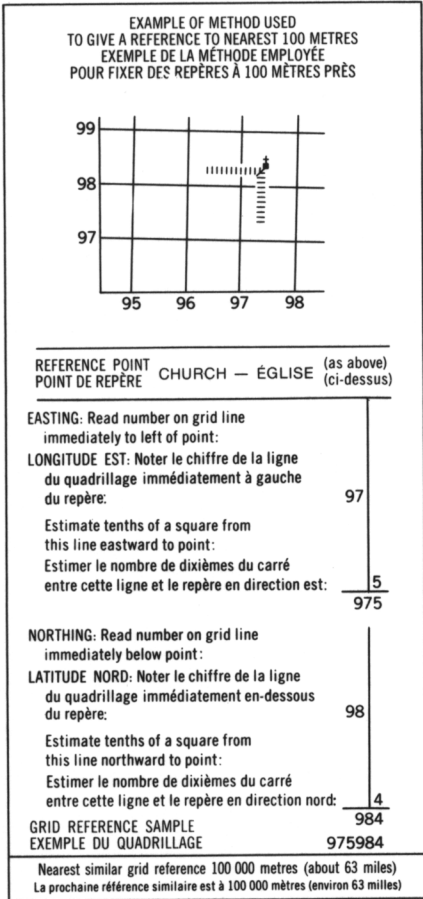 EXAMPLE OF METHOD USED
TO GIVE A REFERENCE TO NEAREST 100 METRES
EXEMPLE DE LA MÉTHODE EMPLOYÉE
POUR FIXER DES REPÈRES À 100 MÈTRES PRÈS
99
98
97
95 96 97 98
REFERENCE POINT
POINT DE REPÈRE
CHURCH — ÉGLISE
(as above)
(ci-dessus)
EASTING: Read number on grid line
immediately to left of point:
LONGITUDE EST: Noter le chiffre de la ligne
du quadrillage immédiatement à gauche
du repère: 97
Estimate tenths of a square from
this line eastward to point:
Estimer le nombre de dixièmes du carré
entre cette ligne et le repère en direction est: 5
975
NORTHING: Read number on grid line
immediately below point:
LATITUDE NORD: Noter le chiffre de la ligne
du quadrillage immédiatement en-dessous
du repère: 98
Estimate tenths of a square from
this line northward to point:
Estimer le nombre de dixièmes du carré
entre cette ligne et le repère en direction nord: 4
984
GRID REFERENCE SAMPLE
EXEMPLE DU QUADRILLAGE 975984
Nearest similar grid reference 100 000 metres (about 63 miles)
La prochaine référence similaire est à 100 000 mètres (environ 63 milles)